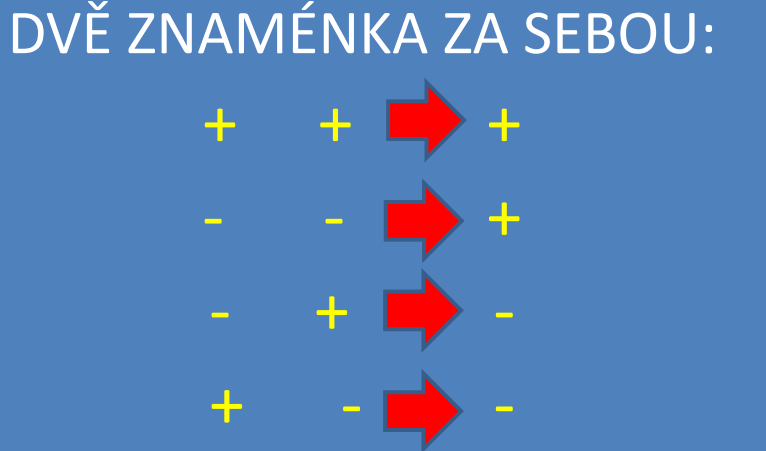 DVĚ ZNAMÉNKA ZA SEBOU:
+ + +
- - +
- + -
+ - -